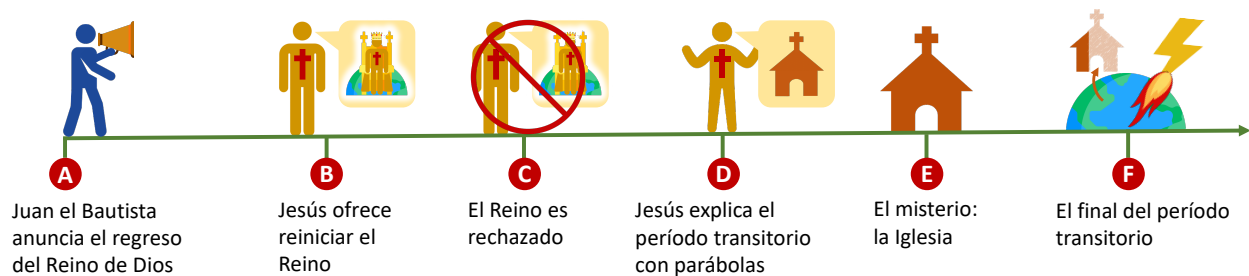 A
Juan el Bautista
anuncia el regreso
del Reino de Dios
B
Jesús ofrece
reiniciar el
Reino
C
El Reino es
rechazado
D
Jesús explica el
período transitorio
con parábolas
E
El misterio:
la Iglesia
F
El final del período
transitorio